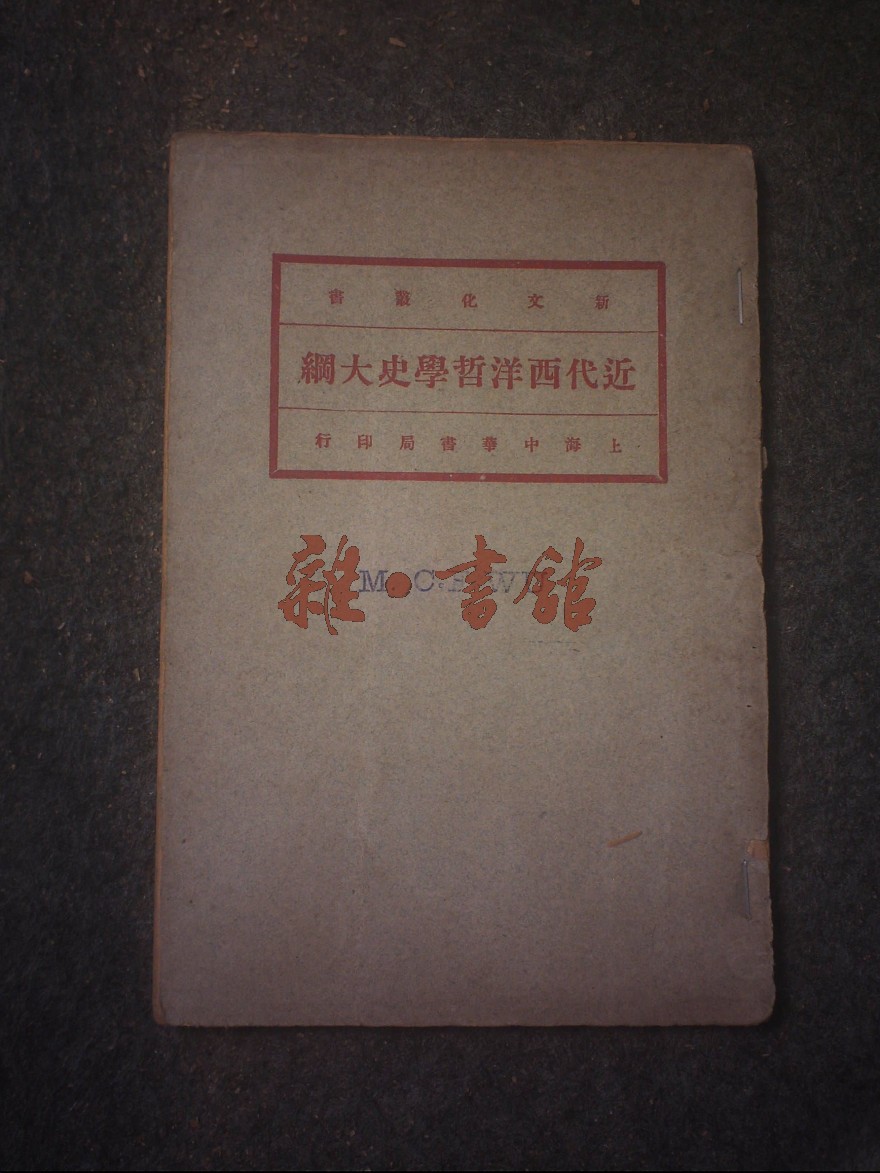 新文化叢書
近代西洋哲學史大綱
上海中華書局印行
雜·書館